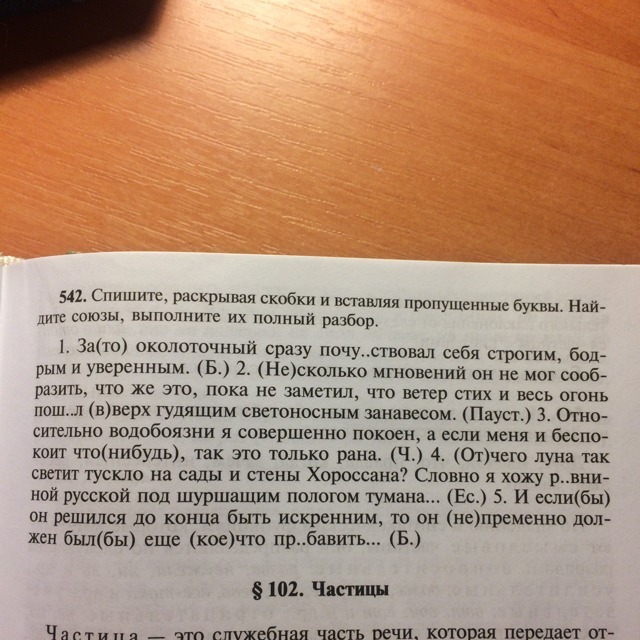 542. Спишите, раскрывая скобки и вставляя пропущенные буквы. Най-
дите союзы, выполните их полный разбор.
1. За(то) околоточный сразу почу..ствовал себя строгим, бод-
рым и уверенным. (Б.) 2. (Не)сколько мгновений он не мог сооб-
разить, что же это, пока не заметил, что ветер стих и весь огонь
пош..л (в)верх гудящим светоносным занавесом. (Пауст.) 3. Отно-
сительно водобоязни я совершенно покоен, а если меня и беспо-
коит что(нибудь), так это только рана. (Ч.) 4. (От)чего луна так
светит тускло на сады и стены Хороссана? Словно я хожу р..вни-
ной русской под шуршащим пологом тумана... (Ес.) 5. И если(бы)
он решился до конца быть искренним, то он (не)пременно дол-
жен был(бы) еще (кое)что пр..бавить... (Б.)
§ 102. Частицы
Частица — это служебная часть речи, которая передает от-